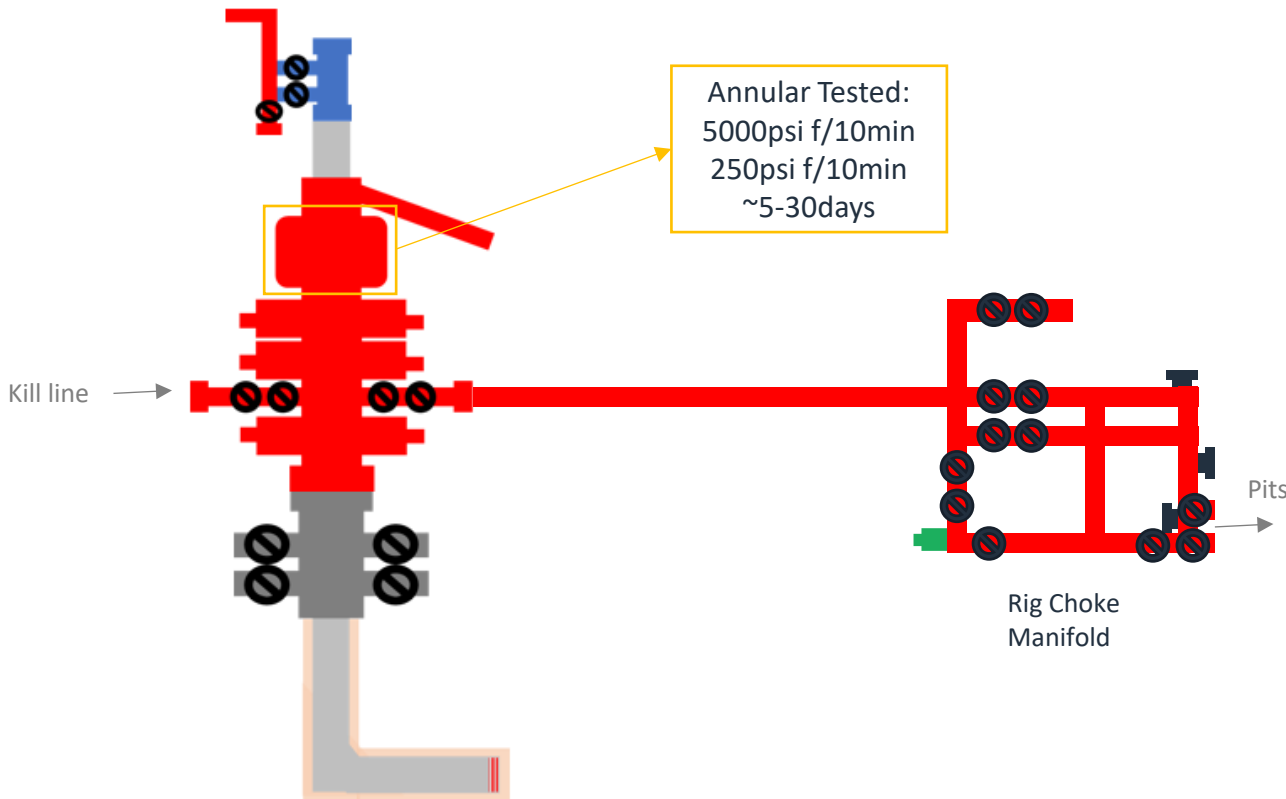 Annular Tested:
5000psi f/10min
250psi f/10min
~5-30days
Kill line
Pits
Rig Choke
Manifold